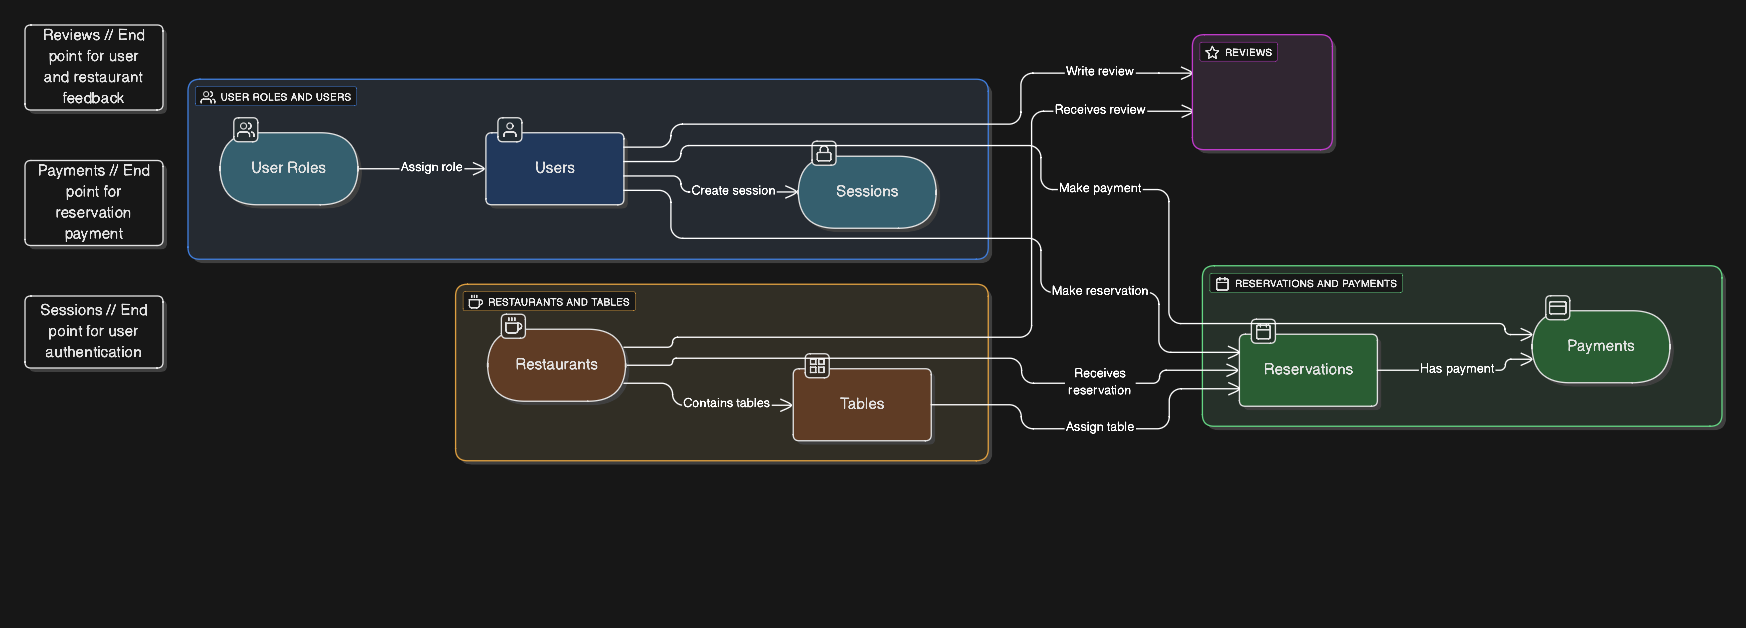 Reviews // End
point for user
and restaurant
feedback
Payments // End
point for
reservation
payment
Sessions // End
point for user
authentication
USER ROLES AND USERS
User Roles
Assign role
Users
Create session
Sessions
Write review
Receives review
REVIEWS
Make payment
Make reservation
RESTAURANTS AND TABLES
Restaurants
Contains tables
Tables
Receives
reservation
Assign table
RESERVATIONS AND PAYMENTS
Reservations
Has payment
Payments